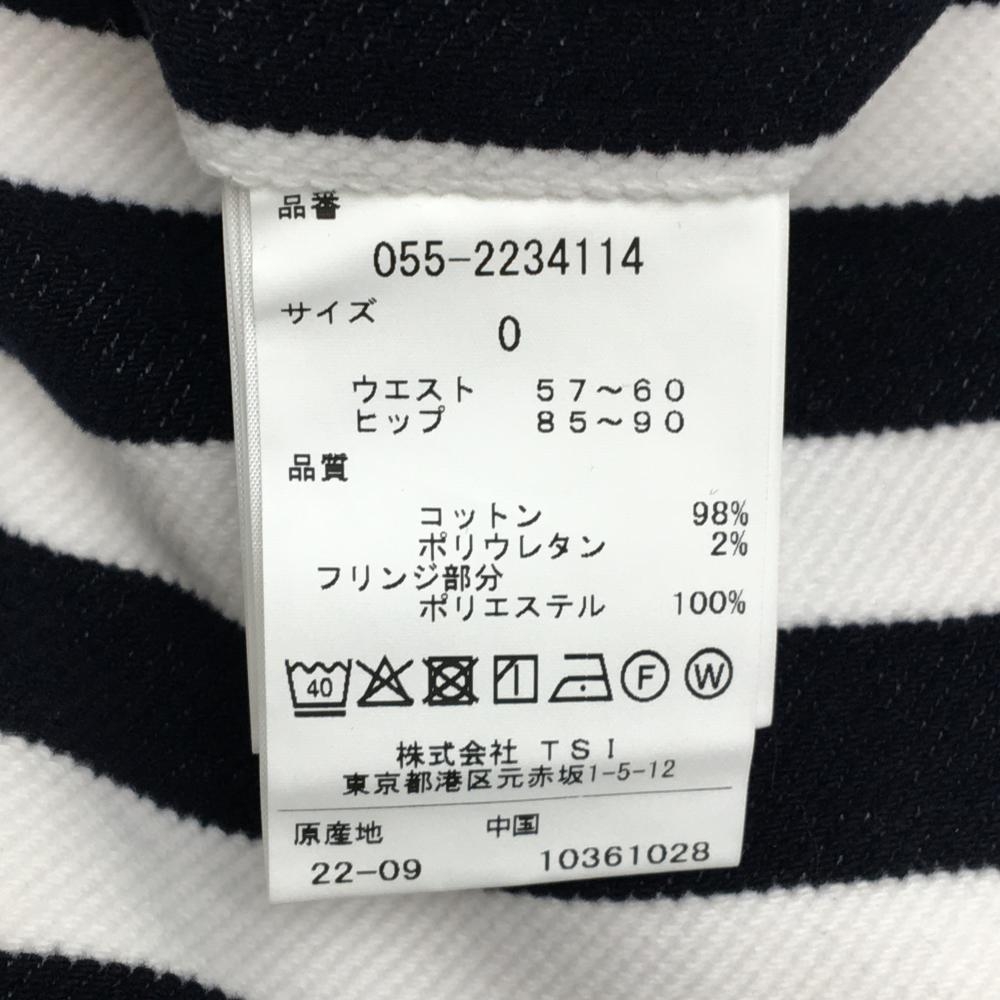 品番
055-2234114
サイズ
0
ウエスト 57～60
ヒップ 85～90
品質
コットン 98%
ポリウレタン 2%
フリンジ部分
ポリエステル 100%
40 F W
株式会社 TSI
東京都港区元赤坂1-5-12
原産地 中国
22-09 10361028